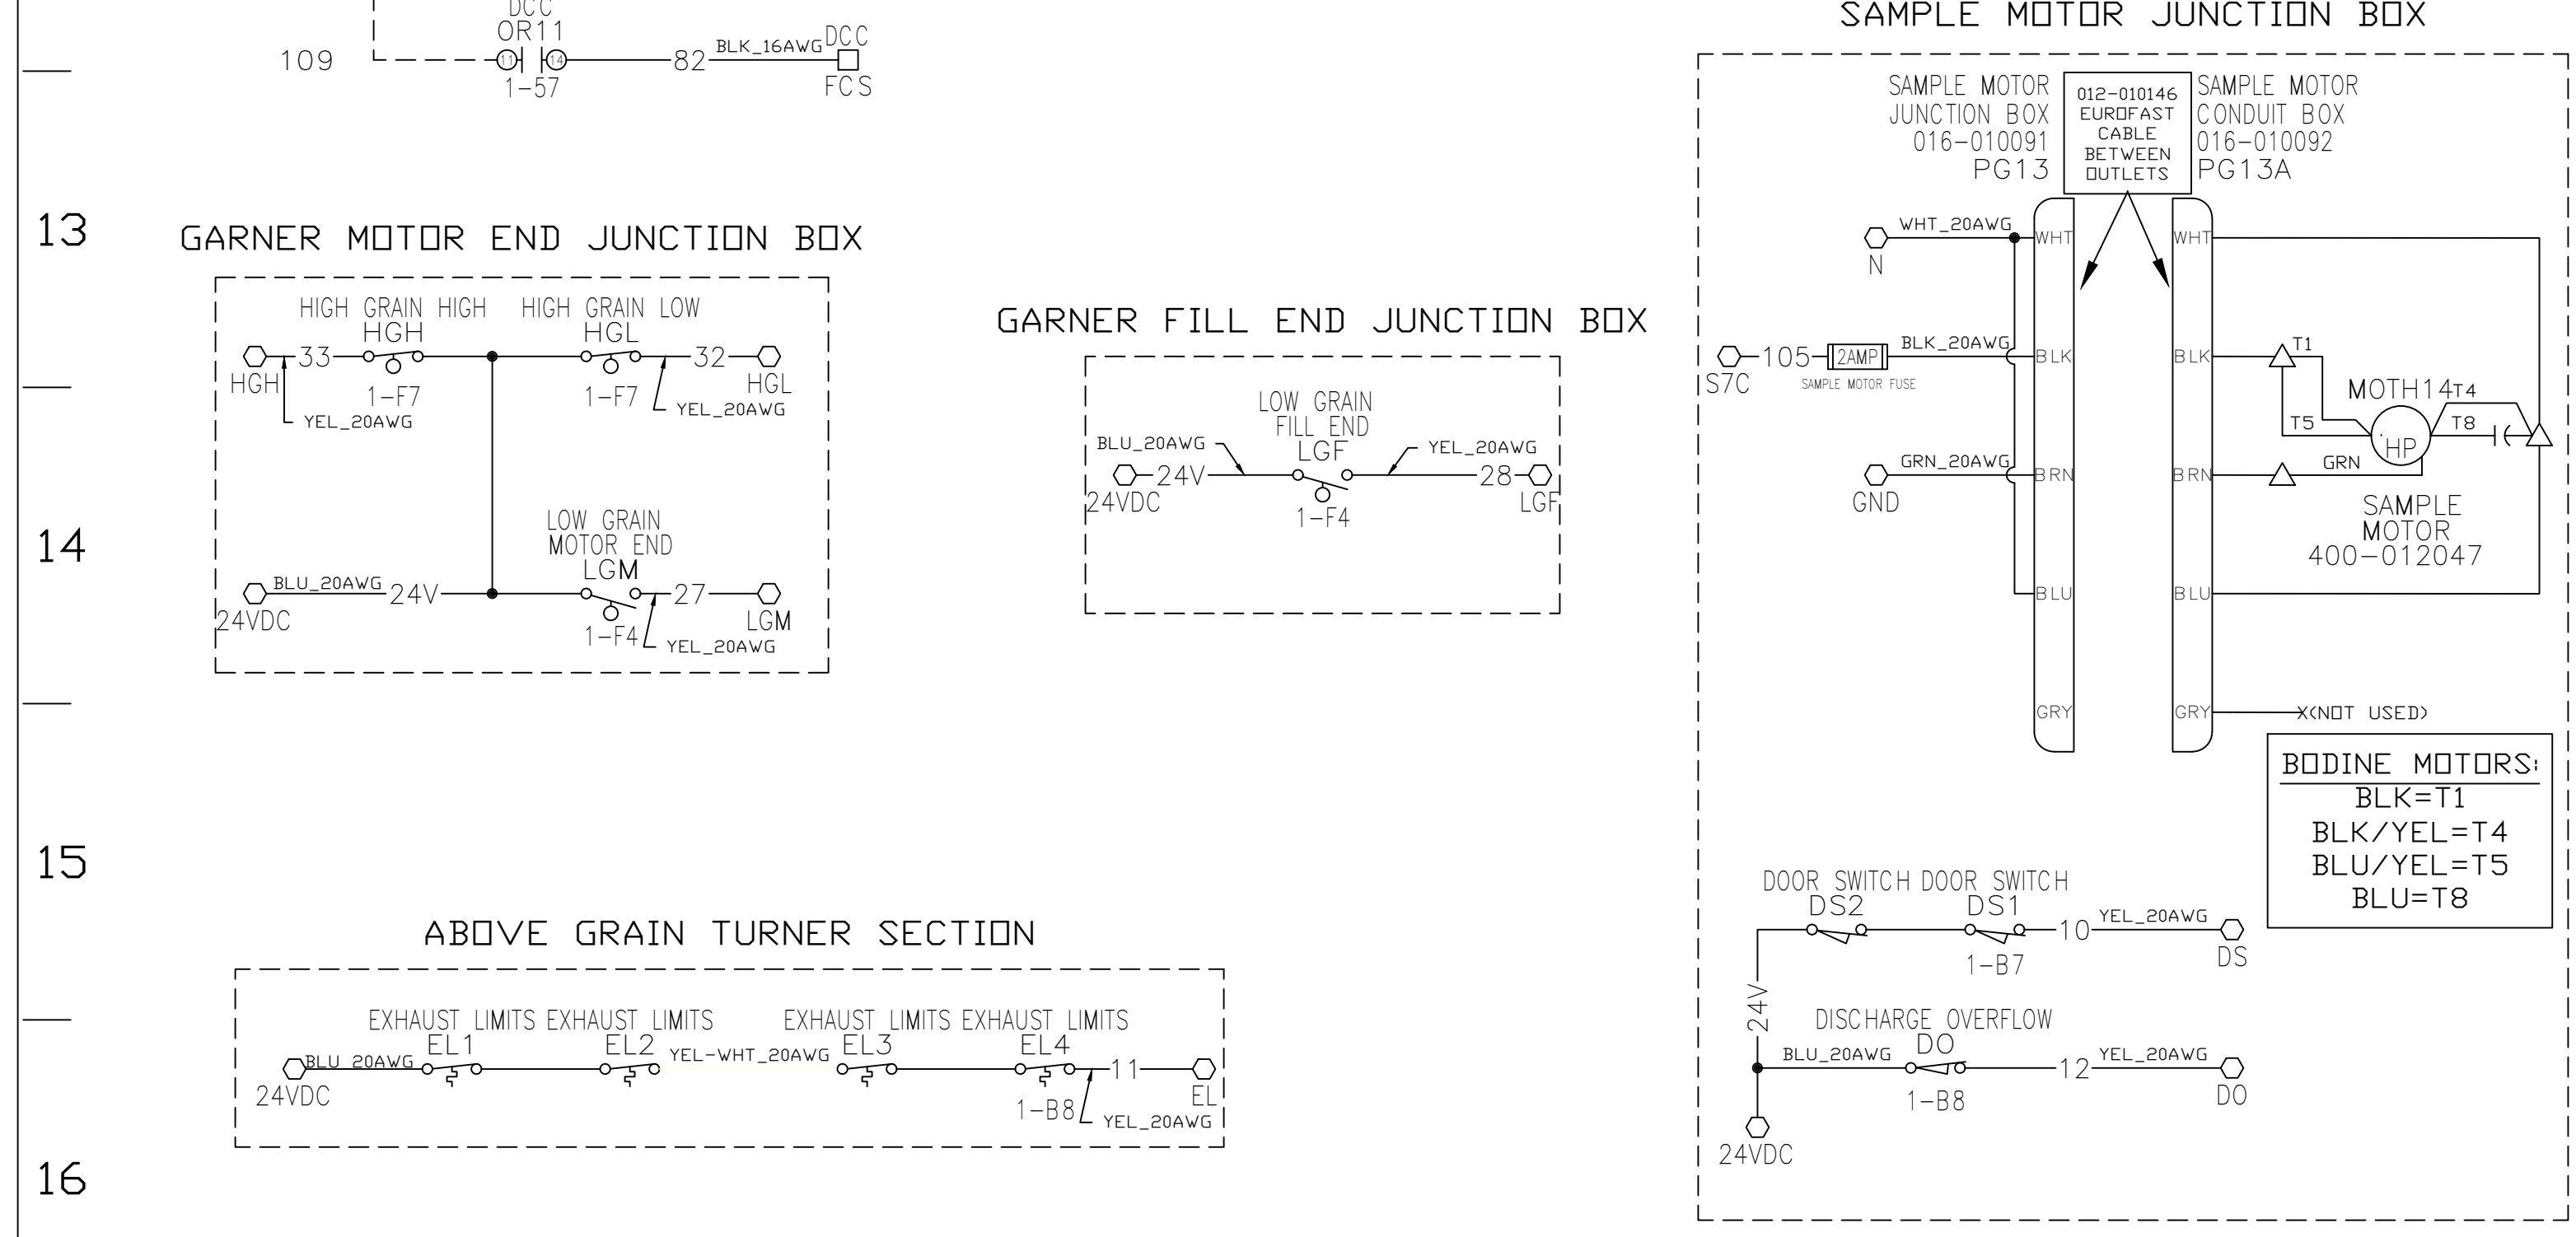 DCC
OR11
109
11
14
82
BLK_16AWG
DCC
1-57
FCS
13
14
15
16
GARNER MOTOR END JUNCTION BOX
HIGH GRAIN HIGH
HGH
HIGH GRAIN LOW
HGL
33
32
HGH
1-F7
1-F7
HGL
YEL_20AWG
YEL_20AWG
LOW GRAIN
MOTOR END
LGM
BLU_20AWG
24V
27
24VDC
1-F4
LGM
YEL_20AWG
GARNER FILL END JUNCTION BOX
LOW GRAIN
FILL END
LGF
BLU_20AWG
YEL_20AWG
24V
28
24VDC
1-F4
LGF
ABOVE GRAIN TURNER SECTION
EXHAUST LIMITS
EL1
EXHAUST LIMITS
EL2
EXHAUST LIMITS
EL3
EXHAUST LIMITS
EL4
BLU_20AWG
YEL-WHT_20AWG
11
24VDC
1-B8
EL
YEL_20AWG
SAMPLE MOTOR JUNCTION BOX
SAMPLE MOTOR
JUNCTION BOX
016-010091
PG13
012-010146
EUROFAST
CABLE
BETWEEN
OUTLETS
SAMPLE MOTOR
CONDUIT BOX
016-010092
PG13A
WHT_20AWG
N
WHT
WHT
S7C
105
2AMP
SAMPLE MOTOR FUSE
BLK_20AWG
BLK
BLK
T1
MOTH14
T4
T5
HP
T8
GRN_20AWG
GND
BRN
BRN
GRN
SAMPLE
MOTOR
400-012047
BLU
BLU
GRY
GRY
X(NOT USED)
BODINE MOTORS:
BLK=T1
BLK/YEL=T4
BLU/YEL=T5
BLU=T8
DOOR SWITCH
DS2
DOOR SWITCH
DS1
10
YEL_20AWG
1-B7
DS
24V
DISCHARGE OVERFLOW
DO
BLU_20AWG
12
YEL_20AWG
1-B8
DO
24VDC